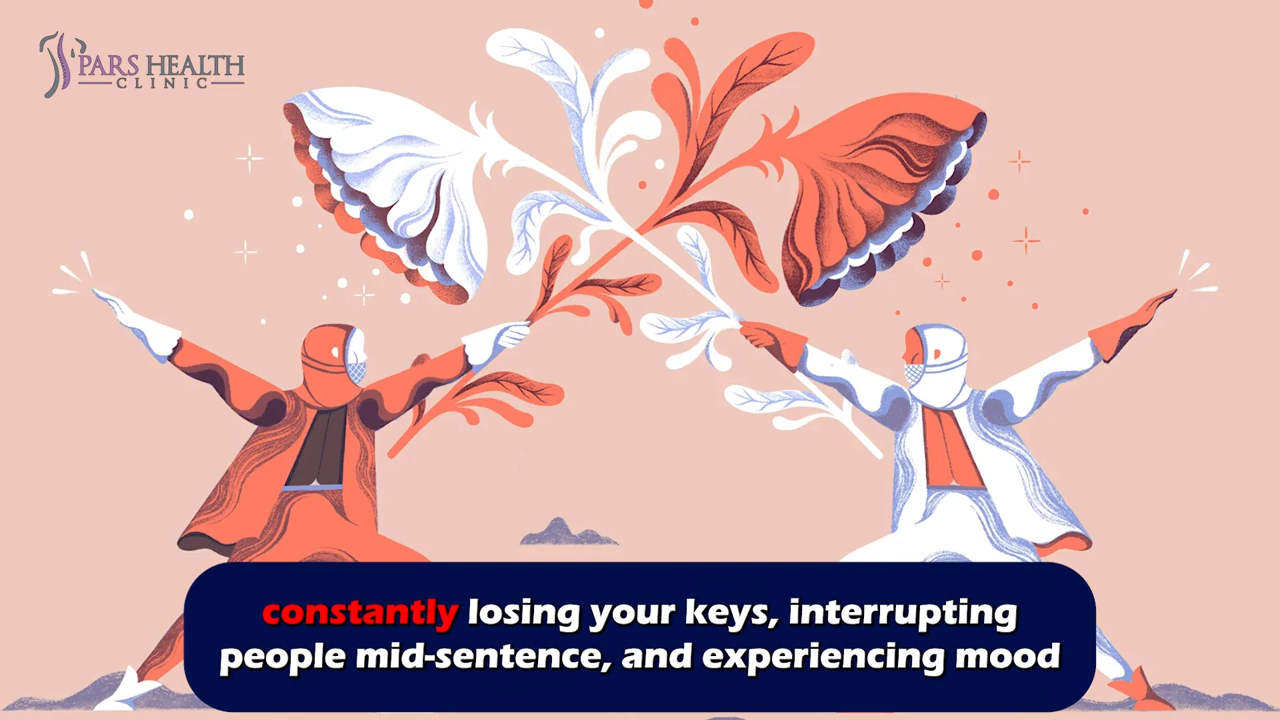 PARS HEALTH
CLINIC
constantly losing your keys, interrupting
people mid-sentence, and experiencing mood